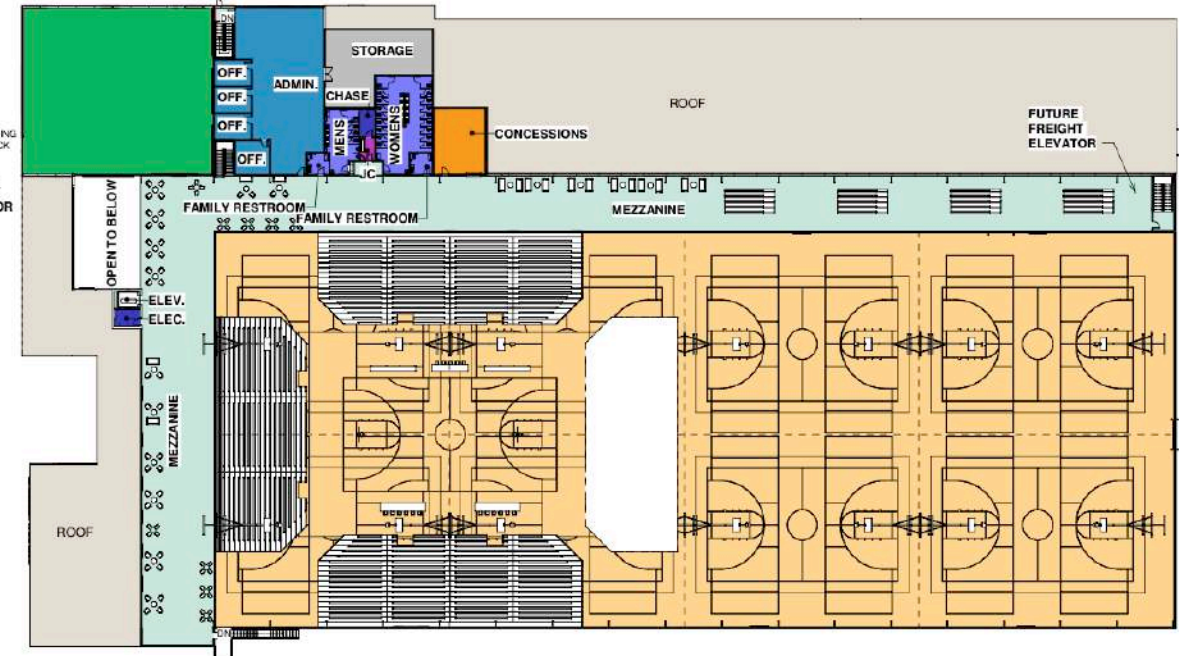 DN
STORAGE
OFF.
ADMIN.
OFF.
CHASE
ROOF
OFF.
MENS
WOMENS
CONCESSIONS
FUTURE
FREIGHT
ELEVATOR
OFF.
JC
FAMILY RESTROOM
FAMILY RESTROOM
MEZZANINE
OPEN TO BELOW
ELEV.
ELEC.
MEZZANINE
ROOF
DN